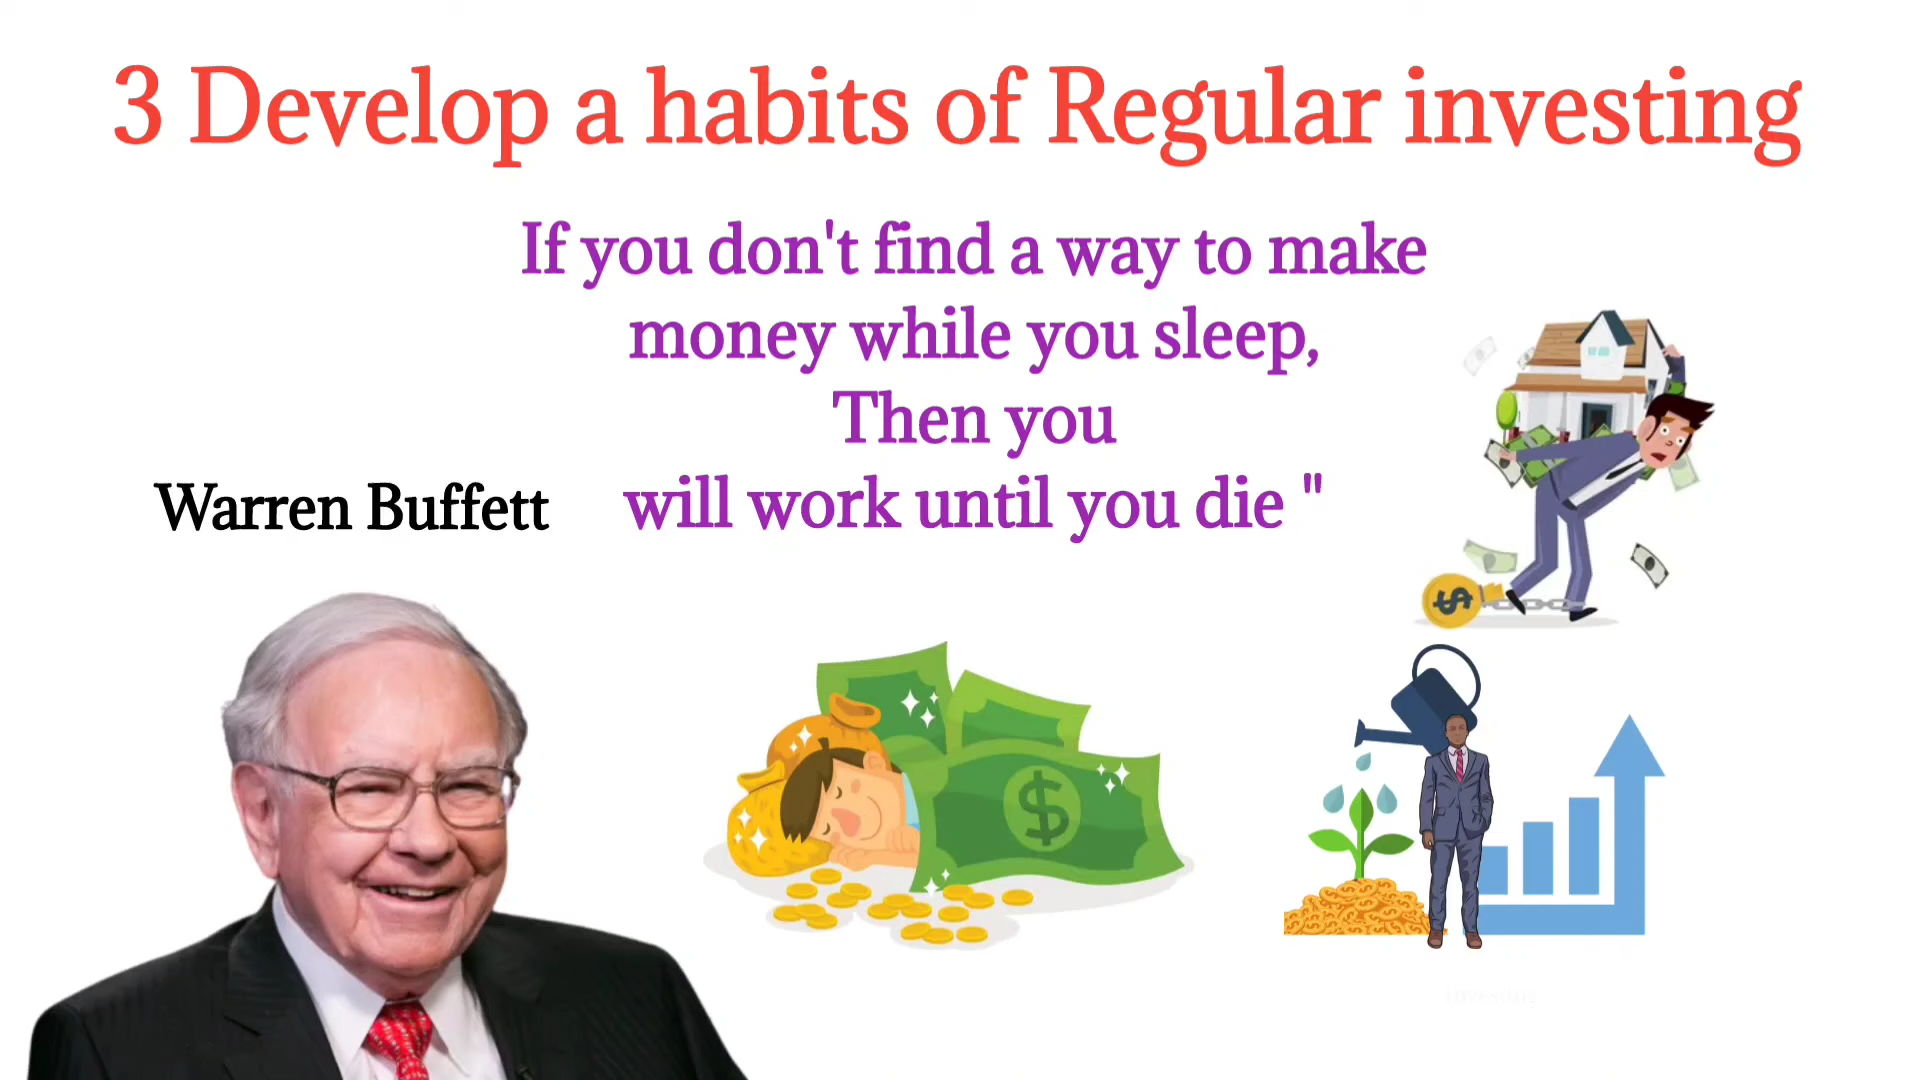 3 Develop a habits of Regular investing
If you don't find a way to make
money while you sleep,
Then you
will work until you die "
Warren Buffett